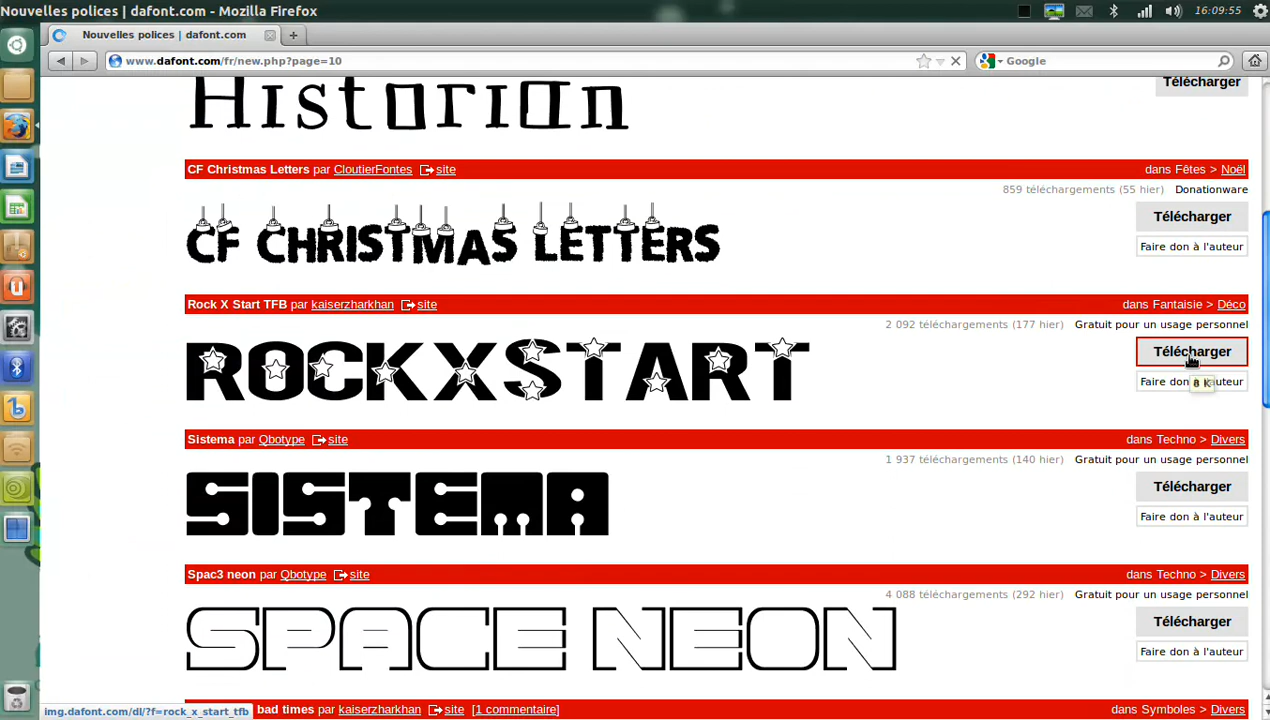 Nouvelles polices | dafont.com - Mozilla Firefox
16:09:55
Nouvelles polices | dafont.com
www.dafont.com/fr/new.php?page=10
Google
Historian
Télécharger
CF Christmas Letters par CloutierFontes site
dans Fêtes > Noël
859 téléchargements (55 hier) Donationware
CF CHRISTMAS LETTERS
Télécharger
Faire don à l'auteur
Rock X Start TFB par kaiserzharkhan site
dans Fantaisie > Déco
2 092 téléchargements (177 hier) Gratuit pour un usage personnel
ROCKXSTART
Télécharger
Faire don à l'auteur
8 K
Sistema par Qbotype site
dans Techno > Divers
1 937 téléchargements (140 hier) Gratuit pour un usage personnel
SISTEMA
Télécharger
Faire don à l'auteur
Spac3 neon par Qbotype site
dans Techno > Divers
4 088 téléchargements (292 hier) Gratuit pour un usage personnel
SPACE NEON
Télécharger
Faire don à l'auteur
bad times par kaiserzharkhan site [1 commentaire]
dans Symboles > Divers
img.dafont.com/dl/?f=rock_x_start_tfb